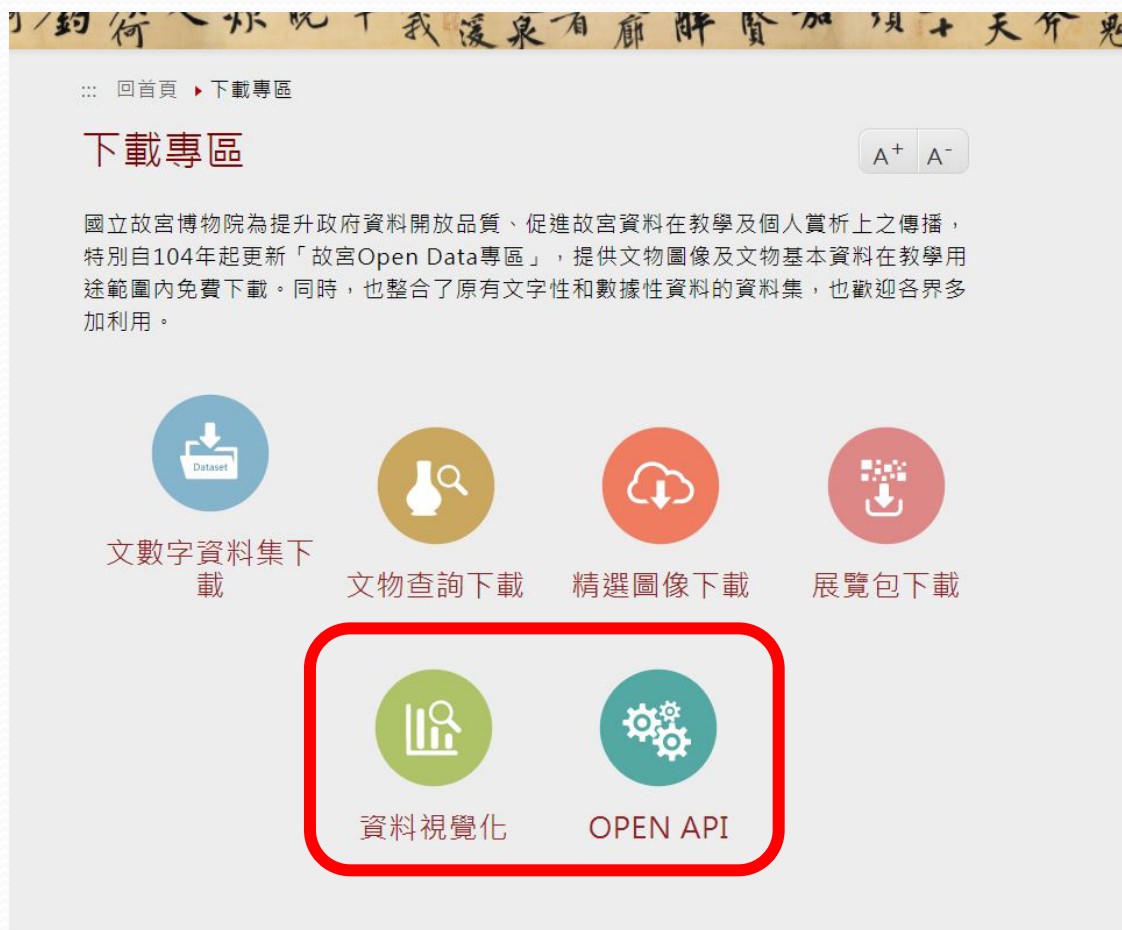 ::: 回首頁 ▸ 下載專區
下載專區
A+ A-
國立故宮博物院為提升政府資料開放品質、促進故宮資料在教學及個人賞析上之傳播，
特別自104年起更新「故宮Open Data專區」，提供文物圖像及文物基本資料在教學用
途範圍內免費下載。同時，也整合了原有文字性和數據性資料的資料集，也歡迎各界多
加利用。
Dataset
文數字資料集下
載
文物查詢下載
精選圖像下載
展覽包下載
資料視覺化
OPEN API